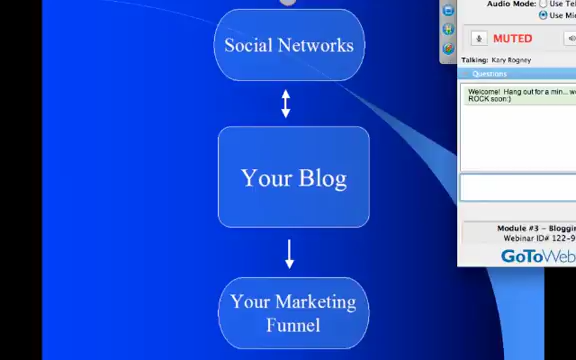 Social Networks
Your Blog
Your Marketing
Funnel
Audio Mode:
Use Mi
MUTED
Talking: Kary Rogney
Questions
Welcome! Hang out for a min... w
ROCK soon:)
Module #3 - Bloggin
Webinar ID# 122-9
GoToWeb